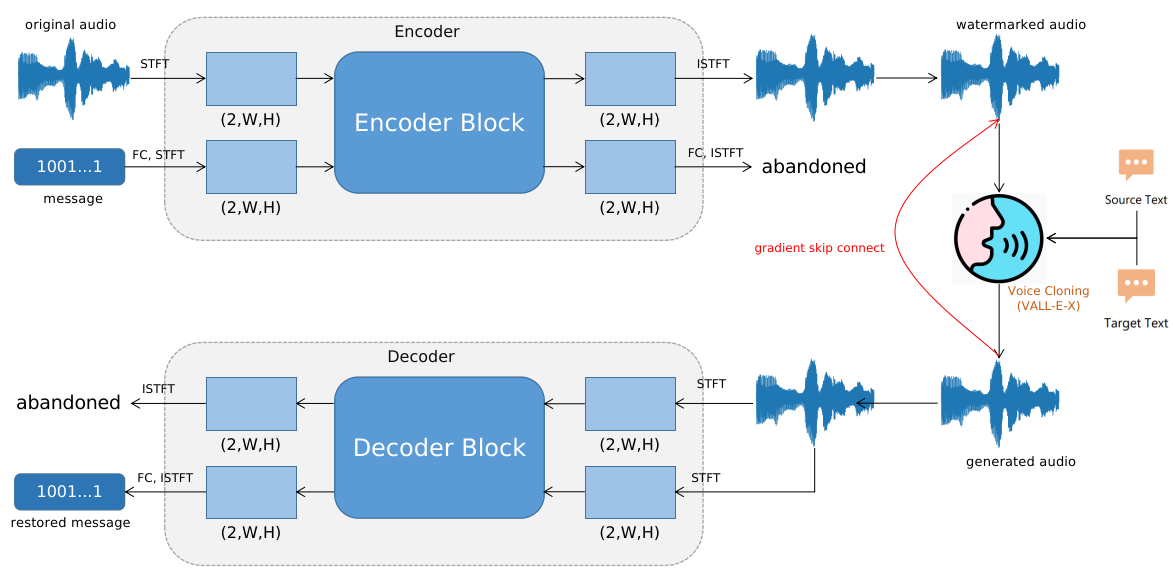 original audio
Encoder
watermarked audio
STFT
ISTFT
(2,W,H)
(2,W,H)
Encoder Block
1001...1
FC, STFT
FC, ISTFT
abandoned
message
(2,W,H)
(2,W,H)
Source Text
gradient skip connect
Voice Cloning
(VALL-E-X)
Target Text
Decoder
ISTFT
STFT
abandoned
(2,W,H)
(2,W,H)
Decoder Block
generated audio
1001...1
FC, ISTFT
STFT
restored message
(2,W,H)
(2,W,H)